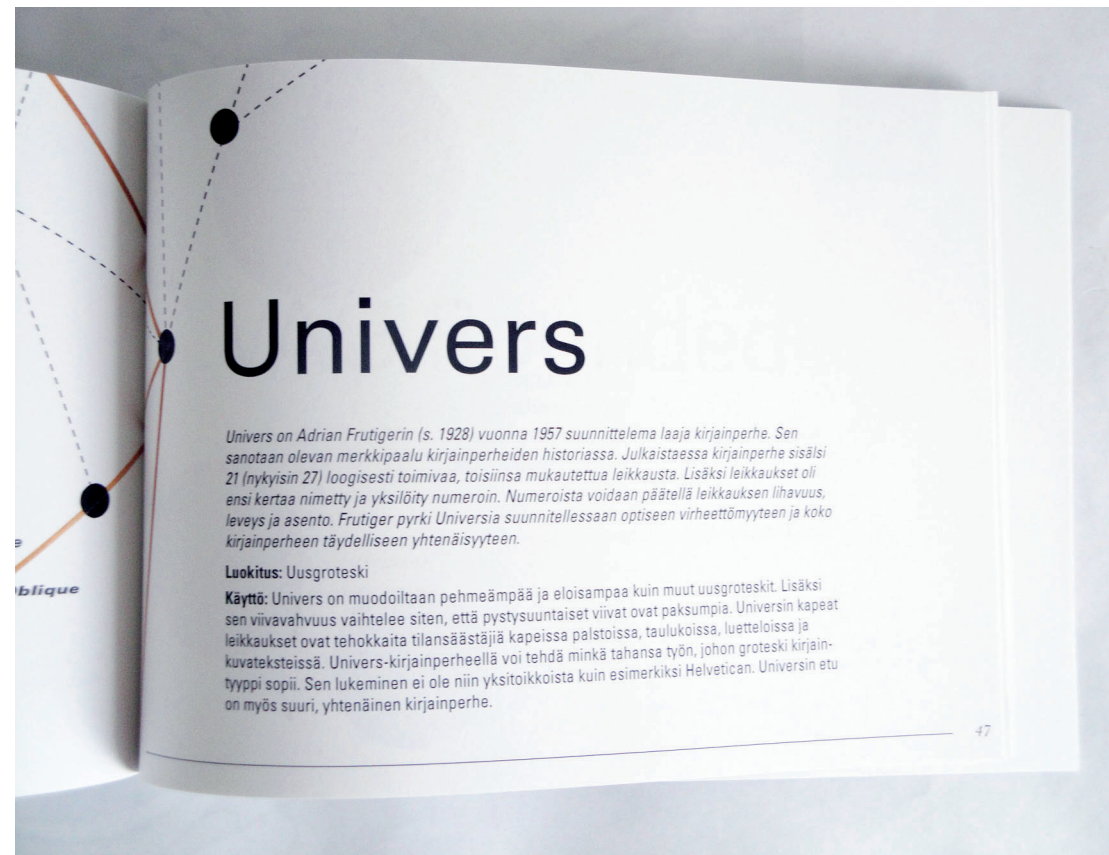 Univers
Univers on Adrian Frutigerin (s. 1928) vuonna 1957 suunnittelema laaja kirjainperhe. Sen
sanotaan olevan merkkipaalu kirjainperheiden historiassa. Julkaistaessa kirjainperhe sisälsi
21 (nykyisin 27) loogisesti toimivaa, toisiinsa mukautettua leikkausta. Lisäksi leikkaukset oli
ensi kertaa nimetty ja yksilöity numeroin. Numeroista voidaan päätellä leikkauksen lihavuus,
leveys ja asento. Frutiger pyrki Universia suunnitellessaan optiseen virheettömyyteen ja koko
kirjainperheen täydelliseen yhtenäisyyteen.
Luokitus: Uusgroteski
Käyttö: Univers on muodoiltaan pehmeämpää ja eloisampaa kuin muut uusgroteskit. Lisäksi
sen viivavahvuus vaihtelee siten, että pystysuuntaiset viivat ovat paksumpia. Universin kapeat
leikkaukset ovat tehokkaita tilansäästäjiä kapeissa palstoissa, taulukoissa, luetteloissa ja
kuvateksteissä. Univers-kirjainperheellä voi tehdä minkä tahansa työn, johon groteski kirjain-
tyyppi sopii. Sen lukeminen ei ole niin yksitoikkoista kuin esimerkiksi Helvetican. Universin etu
on myös suuri, yhtenäinen kirjainperhe.
47